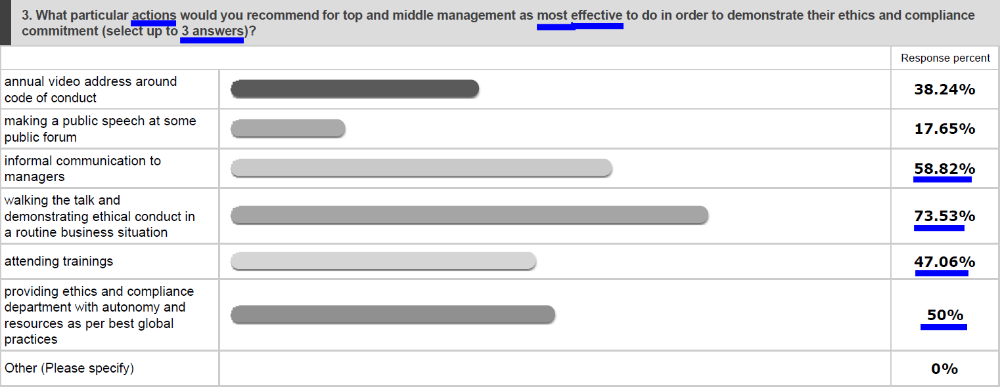 3. What particular actions would you recommend for top and middle management as most effective to do in order to demonstrate their ethics and compliance
commitment (select up to 3 answers)?
Response percent
annual video address around
code of conduct
38.24%
making a public speech at some
public forum
17.65%
informal communication to
managers
58.82%
walking the talk and
demonstrating ethical conduct in
a routine business situation
73.53%
attending trainings
47.06%
providing ethics and compliance
department with autonomy and
resources as per best global
practices
50%
Other (Please specify)
0%